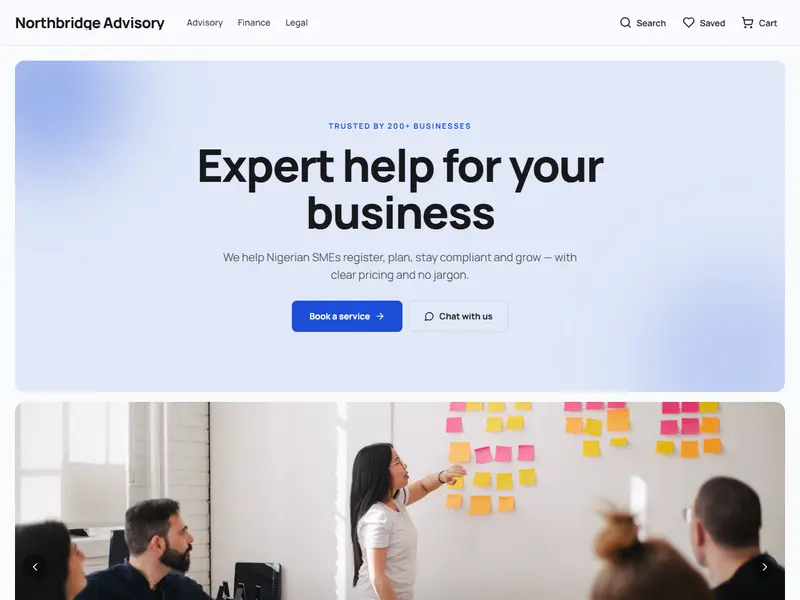 Northbridge Advisory
Advisory
Finance
Legal
Search
Saved
Cart
TRUSTED BY 200+ BUSINESSES
Expert help for your
business
We help Nigerian SMEs register, plan, stay compliant and grow — with
clear pricing and no jargon.
Book a service
Chat with us